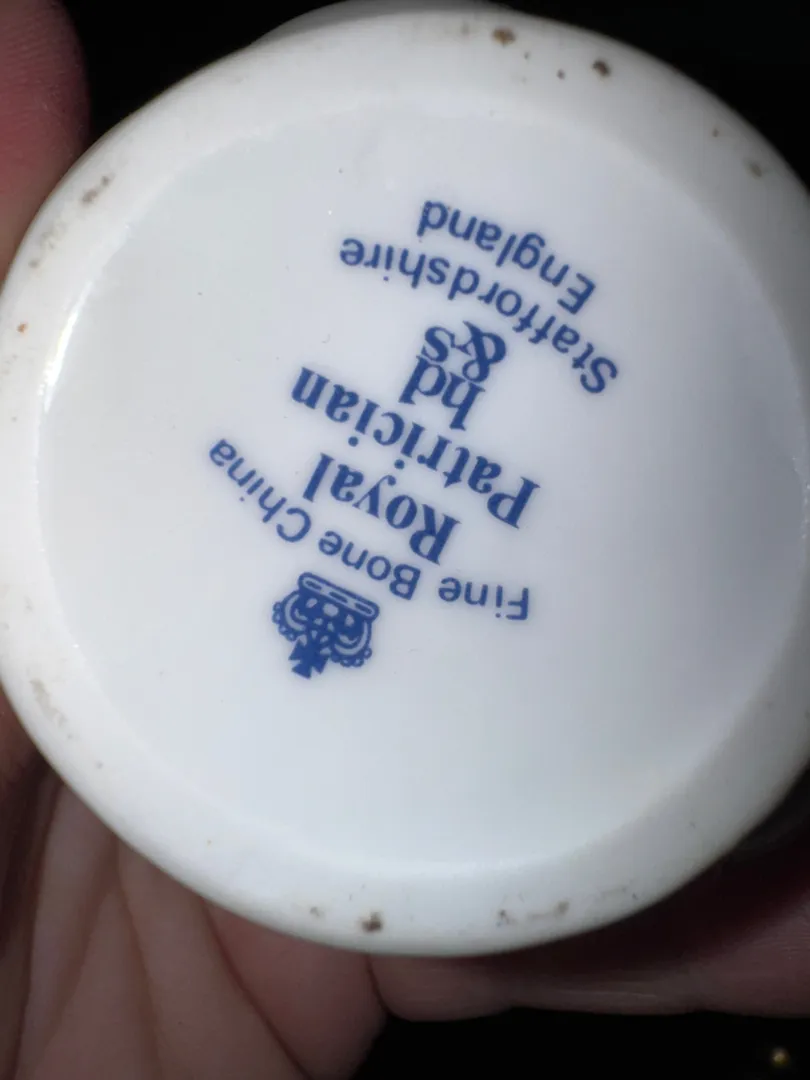 Fine Bone China
Royal
Patrician
hd
&s
Staffordshire
England